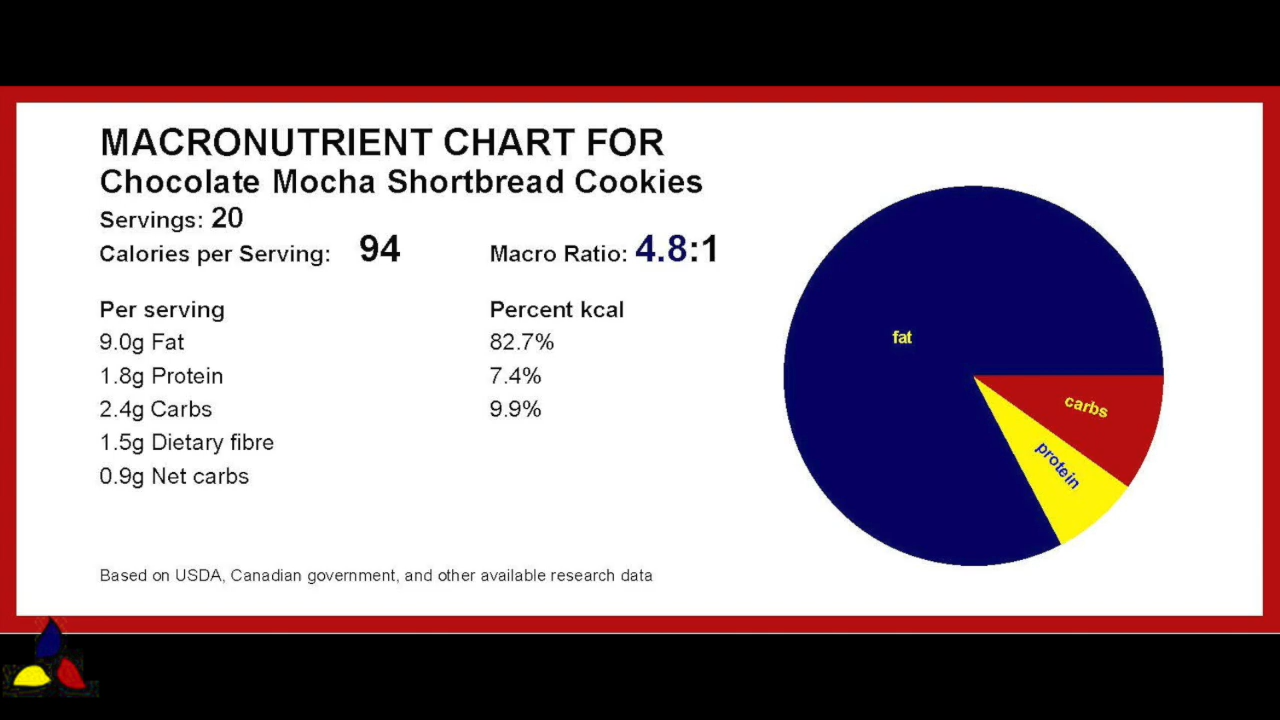 MACRONUTRIENT CHART FOR
Chocolate Mocha Shortbread Cookies
Servings: 20
Calories per Serving: 94 Macro Ratio: 4.8:1
Per serving Percent kcal
9.0g Fat 82.7%
1.8g Protein 7.4%
2.4g Carbs 9.9%
1.5g Dietary fibre
0.9g Net carbs
Based on USDA, Canadian government, and other available research data
fat
carbs
protein